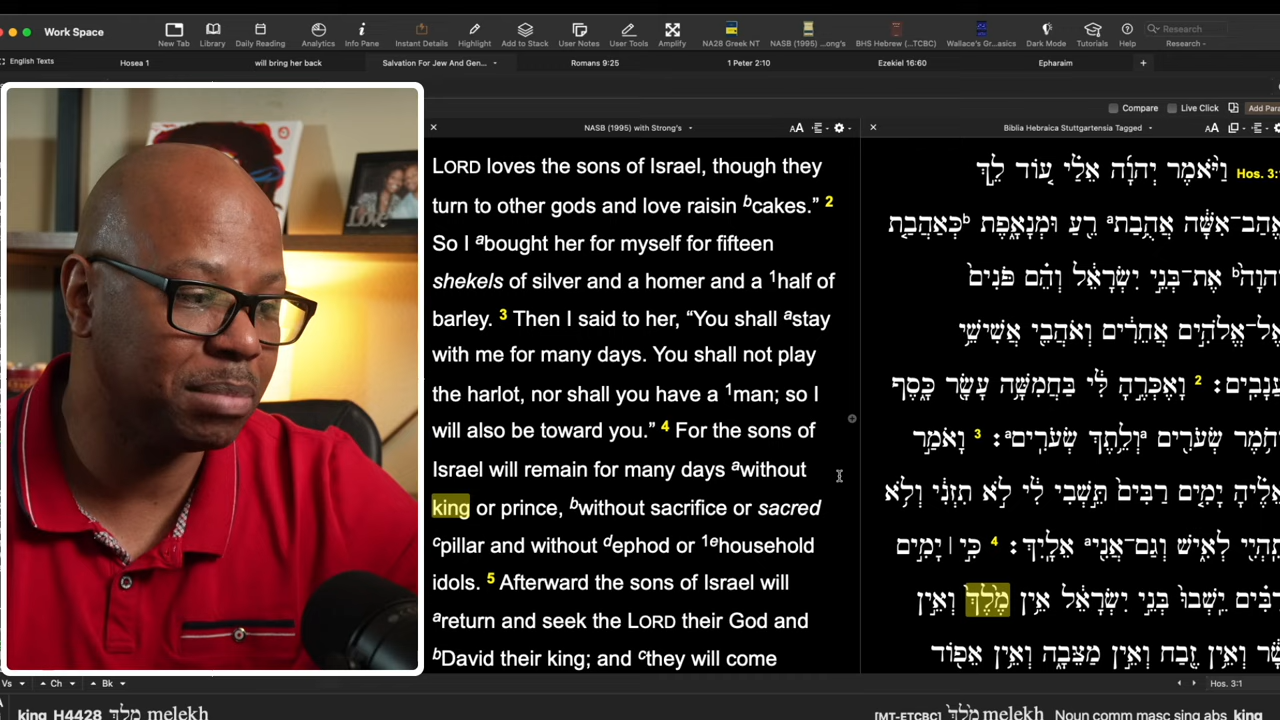 Work Space
New Tab
Library
Daily Reading
Analytics
Info Pane
Instant Details
Highlight
Add to Stack
User Notes
User Tools
Amplify
NA28 Greek NT
NASB (1995) ...ong's
BHS Hebrew (...TCBC)
Wallace's Gr...asics
Dark Mode
Tutorials
Help
Research
Research
English Texts
Hosea 1
will bring her back
Salvation For Jew And Gen...
Romans 9:25
1 Peter 2:10
Ezekiel 16:60
Ephraim
+
Compare
Live Click
Add Par
NASB (1995) with Strong's
LORD loves the sons of Israel, though they
turn to other gods and love raisin bcakes.” 2
So I abought her for myself for fifteen
shekels of silver and a homer and a 1half of
barley. 3 Then I said to her, “You shall astay
with me for many days. You shall not play
the harlot, nor shall you have a 1man; so I
will also be toward you.” 4 For the sons of
Israel will remain for many days awithout
king or prince, bwithout sacrifice or sacred
cpillar and without dephod or 1ehousehold
idols. 5 Afterward the sons of Israel will
areturn and seek the LORD their God and
bDavid their king; and cthey will come
Biblia Hebraica Stuttgartensia Tagged
Hos. 3:1 וַיֹּ֨אמֶר יְהוָ֜ה אֵלַ֗י ע֚וֹד לֵ֣ךְ
אֱהַב־אִשָּׁ֔ה אֲהֻ֥בַת a רֵ֖עַ וּמְנָאָ֑פֶת b כְּאַהֲבַ֤ת
יְהוָה֙ b אֶת־בְּנֵ֣י יִשְׂרָאֵ֔ל וְהֵ֗ם פֹּנִים֙
אֶל־אֱלֹהִ֣ים אֲחֵרִ֔ים וְאֹהֲבֵ֖י אֲשִׁישֵׁ֥י
עֲנָבִֽים׃ 2 וָאֶכְּרֶ֣הָ לִּ֔י בַּחֲמִשָּׁ֥ה עָשָׂ֖ר כָּ֑סֶף
וְחֹ֥מֶר שְׂעֹרִ֖ים a וְלֵ֥תֶךְ שְׂעֹרִֽים a׃ 3 וָאֹמַ֣ר
אֵלֶ֗יהָ יָמִ֤ים רַבִּים֙ תֵּ֣שְׁבִי לִ֔י לֹ֣א תִזְנִ֔י וְלֹ֥א
תִֽהְיִ֖י לְאִ֑ישׁ וְגַם־אֲנִ֖י a אֵלָֽיִךְ׃ 4 כִּ֣י ׀ יָמִ֣ים
רַבִּ֗ים יֵֽשְׁבוּ֙ בְּנֵ֣י יִשְׂרָאֵ֔ל אֵ֥ין מֶ֙לֶךְ֙ וְאֵ֣ין
שָׂ֔ר וְאֵ֥ין זֶ֖בַח וְאֵ֣ין מַצֵּבָ֑ה וְאֵ֥ין אֵפ֖וֹד
Vs
Ch
Bk
Hos. 3:1
king H4428 מֶלֶךְ melekh
[MT-ETCBC] מֶ֙לֶךְ֙ melekh Noun comm masc sing abs king